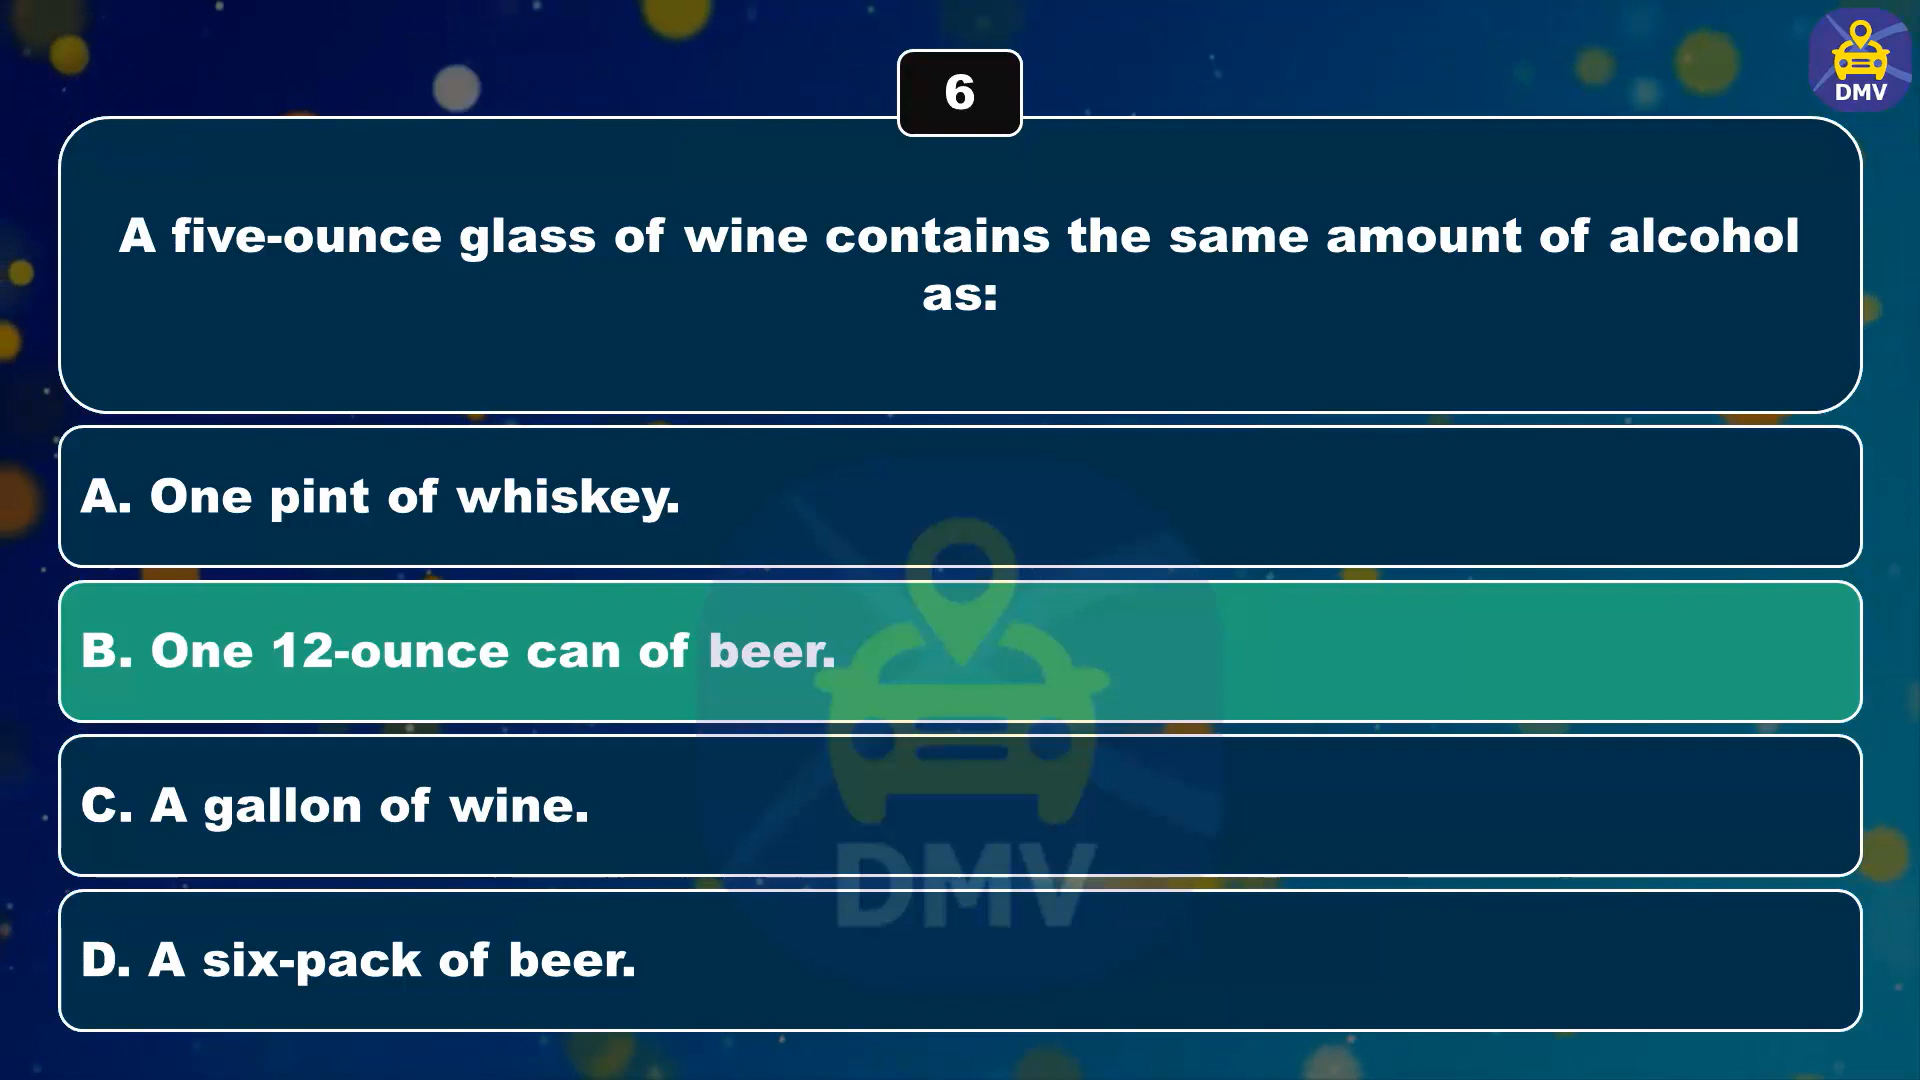 DMV
6
A five-ounce glass of wine contains the same amount of alcohol
as:
A. One pint of whiskey.
B. One 12-ounce can of beer.
C. A gallon of wine.
D. A six-pack of beer.
DMV